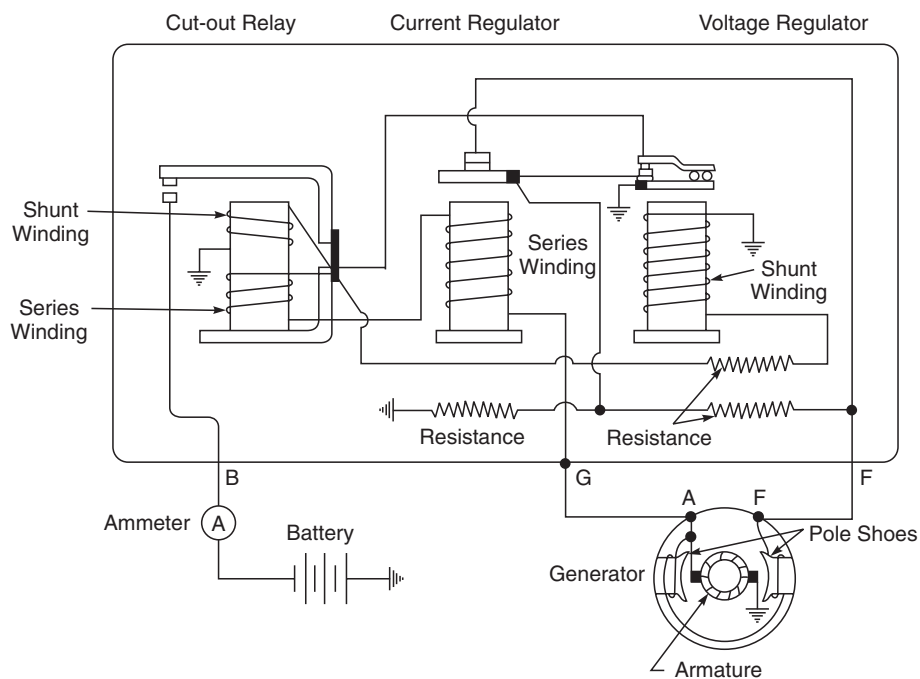 Cut-out Relay
Current Regulator
Voltage Regulator
Shunt
Winding
Series
Winding
Series
Winding
Shunt
Winding
Resistance
Resistance
B
G
F
Ammeter
A
Battery
A
F
Pole Shoes
Generator
Armature